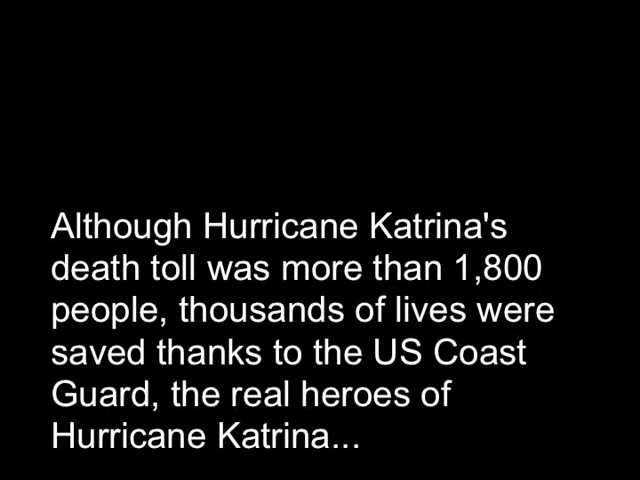 Although Hurricane Katrina's
death toll was more than 1,800
people, thousands of lives were
saved thanks to the US Coast
Guard, the real heroes of
Hurricane Katrina...